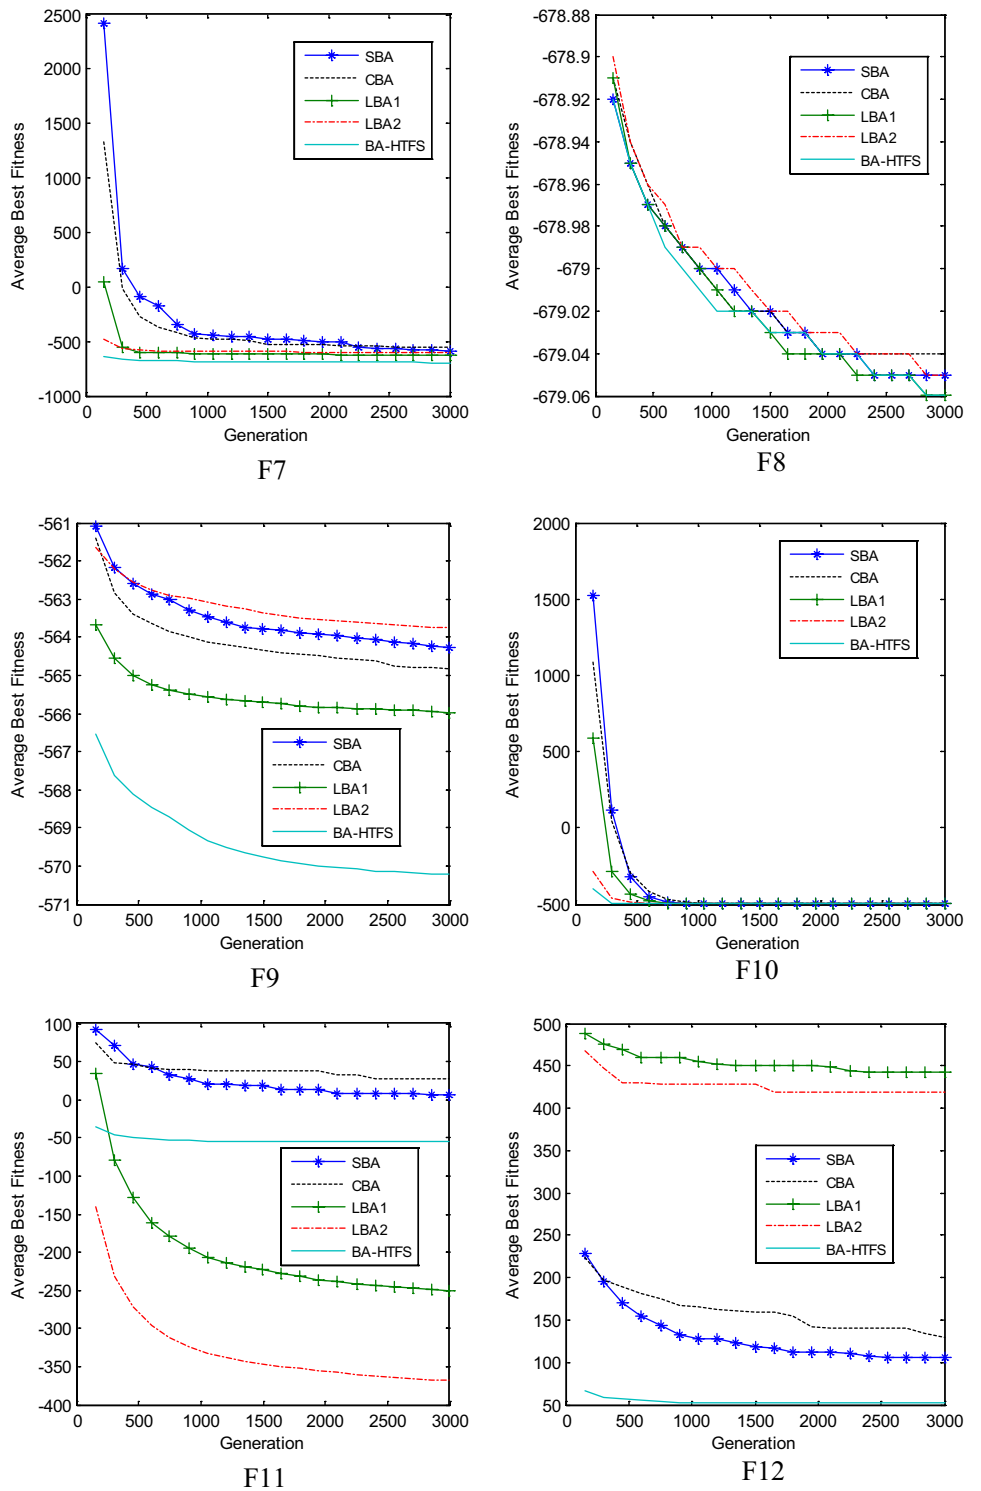 2500
2000
1500
1000
500
0
-500
-1000
0
500
1000
1500
2000
2500
3000
Average Best Fitness
Generation
SBA
CBA
LBA1
LBA2
BA-HTFS
F7
-678.88
-678.9
-678.92
-678.94
-678.96
-678.98
-679
-679.02
-679.04
-679.06
0
500
1000
1500
2000
2500
3000
Average Best Fitness
Generation
SBA
CBA
LBA1
LBA2
BA-HTFS
F8
-561
-562
-563
-564
-565
-566
-567
-568
-569
-570
-571
0
500
1000
1500
2000
2500
3000
Average Best Fitness
Generation
SBA
CBA
LBA1
LBA2
BA-HTFS
F9
2000
1500
1000
500
0
-500
0
500
1000
1500
2000
2500
3000
Average Best Fitness
Generation
SBA
CBA
LBA1
LBA2
BA-HTFS
F10
100
50
0
-50
-100
-150
-200
-250
-300
-350
-400
0
500
1000
1500
2000
2500
3000
Average Best Fitness
Generation
SBA
CBA
LBA1
LBA2
BA-HTFS
F11
500
450
400
350
300
250
200
150
100
50
0
500
1000
1500
2000
2500
3000
Average Best Fitness
Generation
SBA
CBA
LBA1
LBA2
BA-HTFS
F12